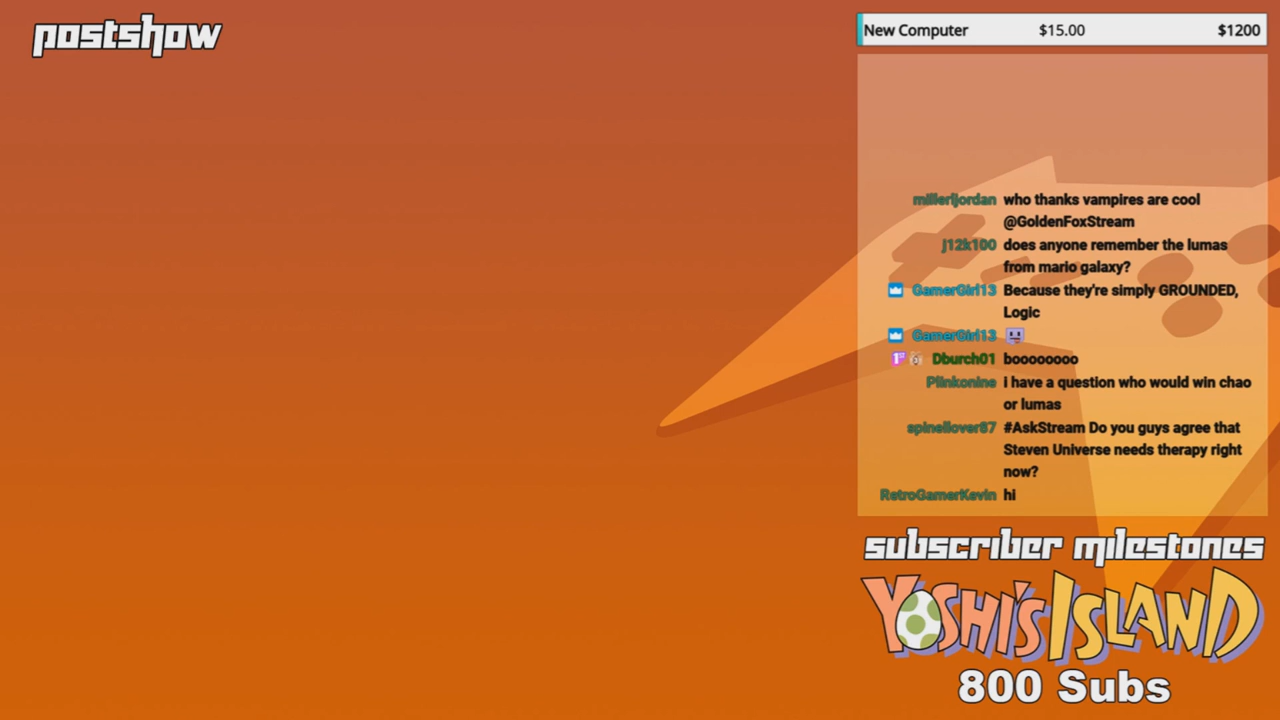 postshow
New Computer $15.00 $1200
millerljordan who thanks vampires are cool
@GoldenFoxStream
j12k100 does anyone remember the lumas
from mario galaxy?
GamerGirl13 Because they're simply GROUNDED,
Logic
GamerGirl13
Dburch01 boooooooo
Plinkonine i have a question who would win chao
or lumas
spinellover87 #AskStream Do you guys agree that
Steven Universe needs therapy right
now?
RetroGamerKevin hi
subscriber milestones
YOSHI'S ISLAND
800 Subs